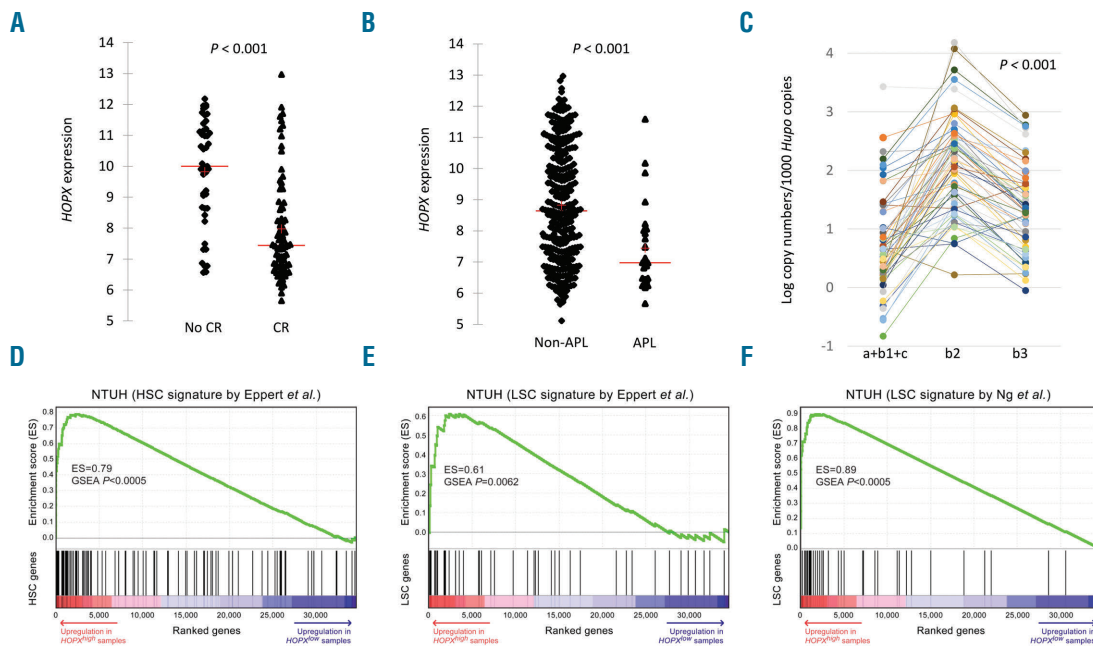 A
P < 0.001
HOPX expression
14
13
12
11
10
9
8
7
6
5
No CR
CR
B
P < 0.001
HOPX expression
14
13
12
11
10
9
8
7
6
5
Non-APL
APL
C
P < 0.001
Log copy numbers/1000 Hupo copies
4
3
2
1
0
-1
a+b1+c
b2
b3
D
NTUH (HSC signature by Eppert et al.)
Enrichment score (ES)
0.8
0.7
0.6
0.5
0.4
0.3
0.2
0.1
0.0
ES=0.79
GSEA P<0.0005
HSC genes
0
5,000
10,000
15,000
20,000
25,000
30,000
Ranked genes
Upregulation in
HOPXhigh samples
Upregulation in
HOPXlow samples
E
NTUH (LSC signature by Eppert et al.)
Enrichment score (ES)
0.6
0.5
0.4
0.3
0.2
0.1
0.0
ES=0.61
GSEA P=0.0062
LSC genes
0
5,000
10,000
15,000
20,000
25,000
30,000
Ranked genes
Upregulation in
HOPXhigh samples
Upregulation in
HOPXlow samples
F
NTUH (LSC signature by Ng et al.)
Enrichment score (ES)
0.9
0.8
0.7
0.6
0.5
0.4
0.3
0.2
0.1
0.0
ES=0.89
GSEA P<0.0005
LSC genes
0
5,000
10,000
15,000
20,000
25,000
30,000
Ranked genes
Upregulation in
HOPXhigh samples
Upregulation in
HOPXlow samples